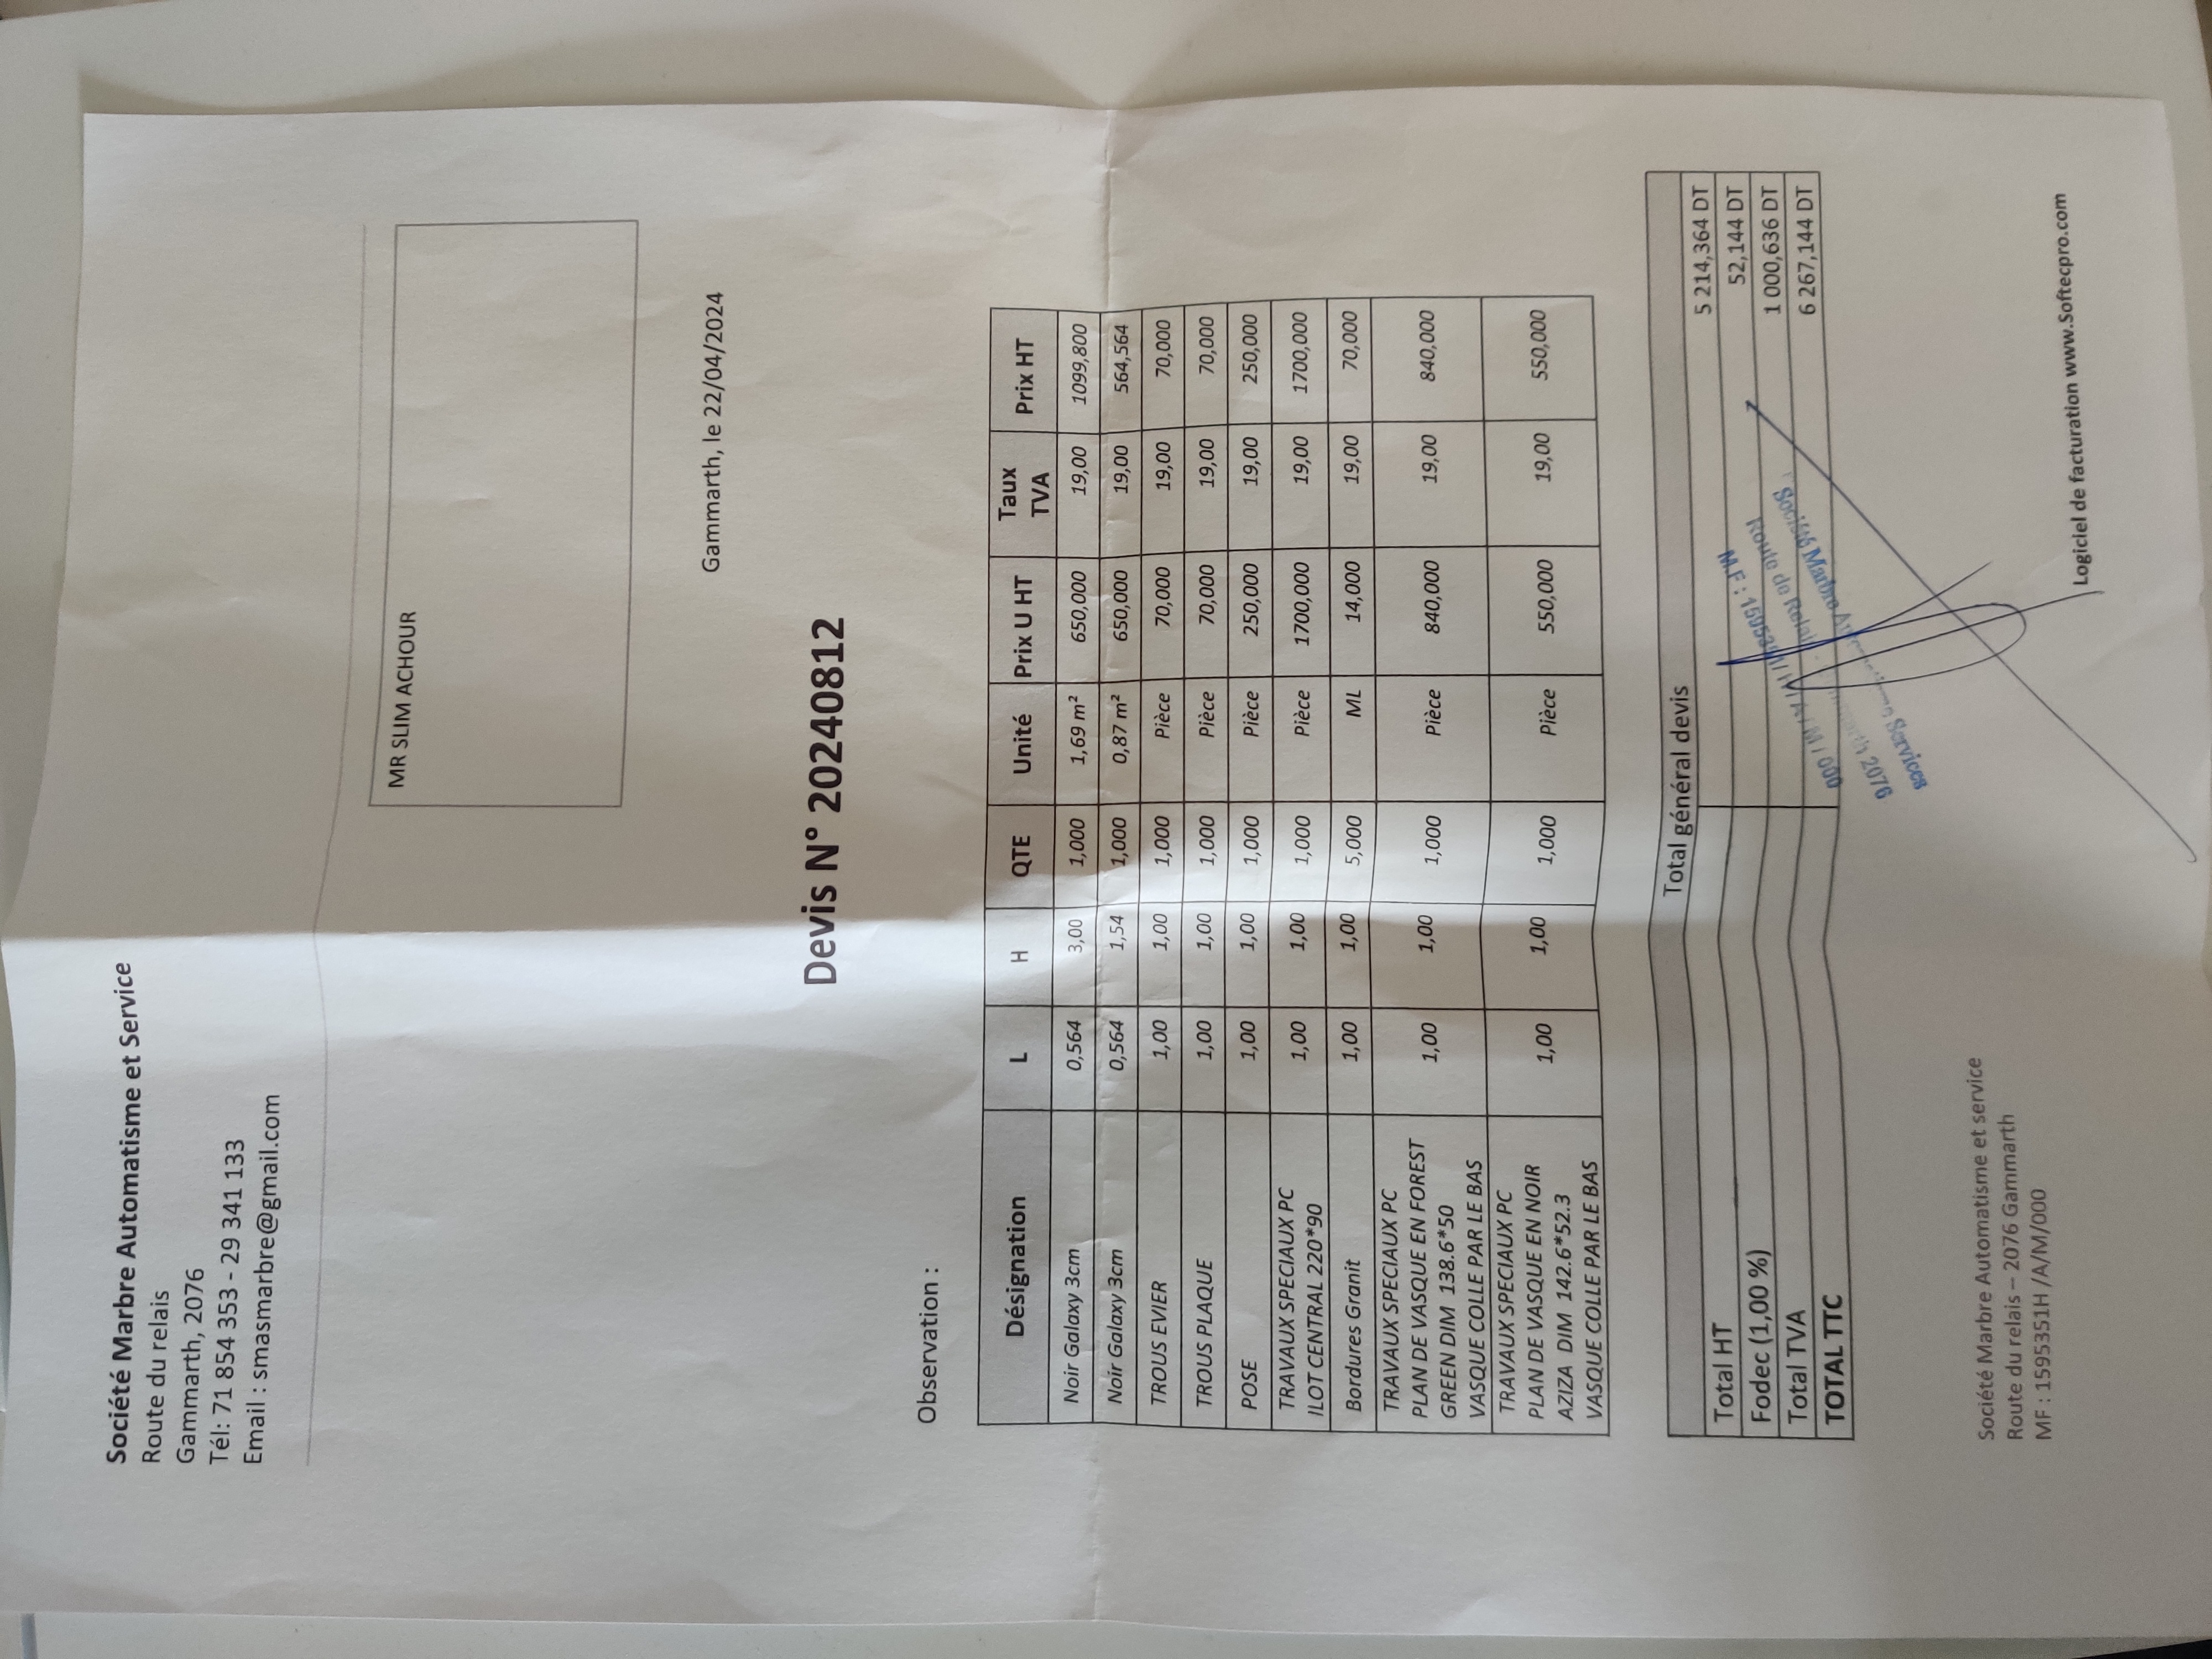 Société Marbre Automatisme et Service
Route du relais
Gammarth, 2076
Tél: 71 854 353 - 29 341 133
Email : smasmarbre@gmail.com
MR SLIM ACHOUR
Gammarth, le 22/04/2024
Devis N° 20240812
Observation :
Désignation L H QTE Unité Prix U HT Taux TVA Prix HT
Noir Galaxy 3cm 0,564 3,00 1,000 1,69 m² 650,000 19,00 1099,800
Noir Galaxy 3cm 0,564 1,54 1,000 0,87 m² 650,000 19,00 564,564
TROUS EVIER 1,00 1,00 1,000 Pièce 70,000 19,00 70,000
TROUS PLAQUE 1,00 1,00 1,000 Pièce 70,000 19,00 70,000
POSE 1,00 1,00 1,000 Pièce 250,000 19,00 250,000
TRAVAUX SPECIAUX PC 1,00 1,00 1,000 Pièce 1700,000 19,00 1700,000
ILOT CENTRAL 220*90
Bordures Granit 1,00 1,00 5,000 ML 14,000 19,00 70,000
TRAVAUX SPECIAUX PC
PLAN DE VASQUE EN FOREST 1,00 1,00 1,000 Pièce 840,000 19,00 840,000
GREEN DIM 138.6*50
VASQUE COLLE PAR LE BAS
TRAVAUX SPECIAUX PC
PLAN DE VASQUE EN NOIR 1,00 1,00 1,000 Pièce 550,000 19,00 550,000
AZIZA DIM 142.6*52.3
VASQUE COLLE PAR LE BAS
Total général devis
Total HT 5 214,364 DT
Fodec (1,00 %) 52,144 DT
Total TVA 1 000,636 DT
TOTAL TTC 6 267,144 DT
Société Marbre
Services
Route de relais
2076
M.F :
Société Marbre Automatisme et service
Route du relais – 2076 Gammarth
MF : 1595351H /A/M/000
Logiciel de facturation www.Softecpro.com